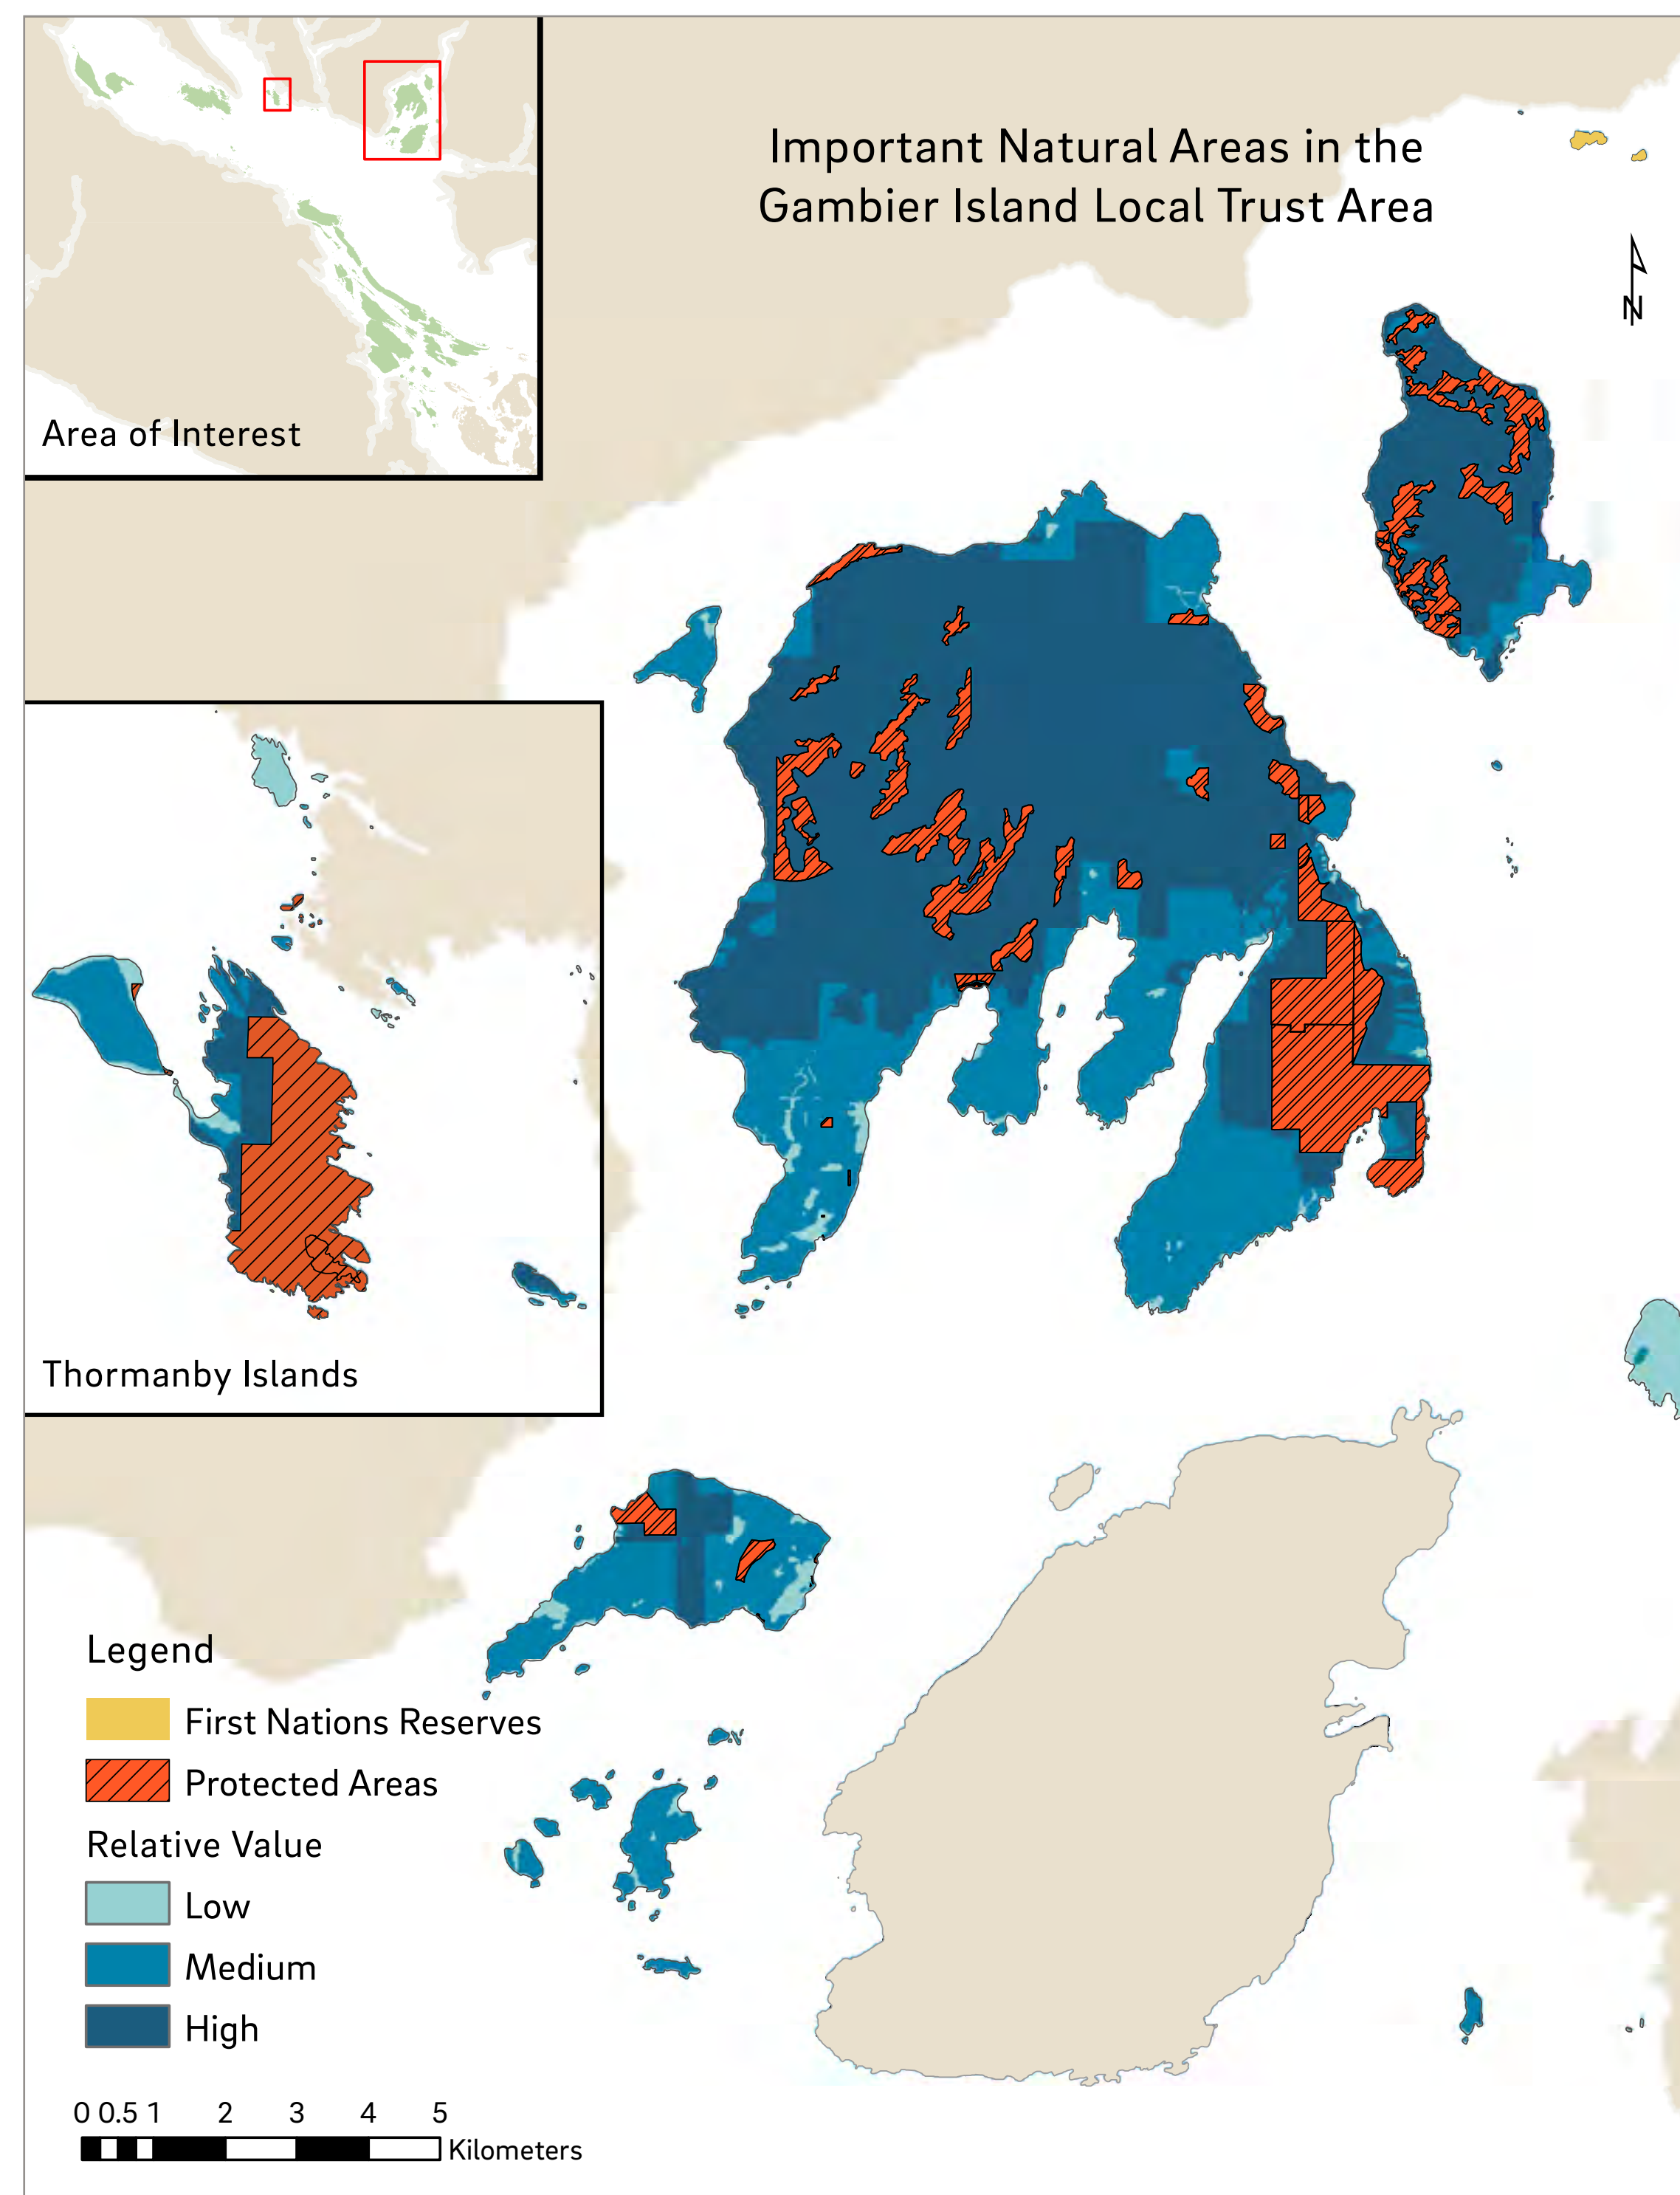 Important Natural Areas in the
Gambier Island Local Trust Area
N
Area of Interest
Thormanby Islands
Legend
First Nations Reserves
Protected Areas
Relative Value
Low
Medium
High
0 0.5 1 2 3 4 5
Kilometers